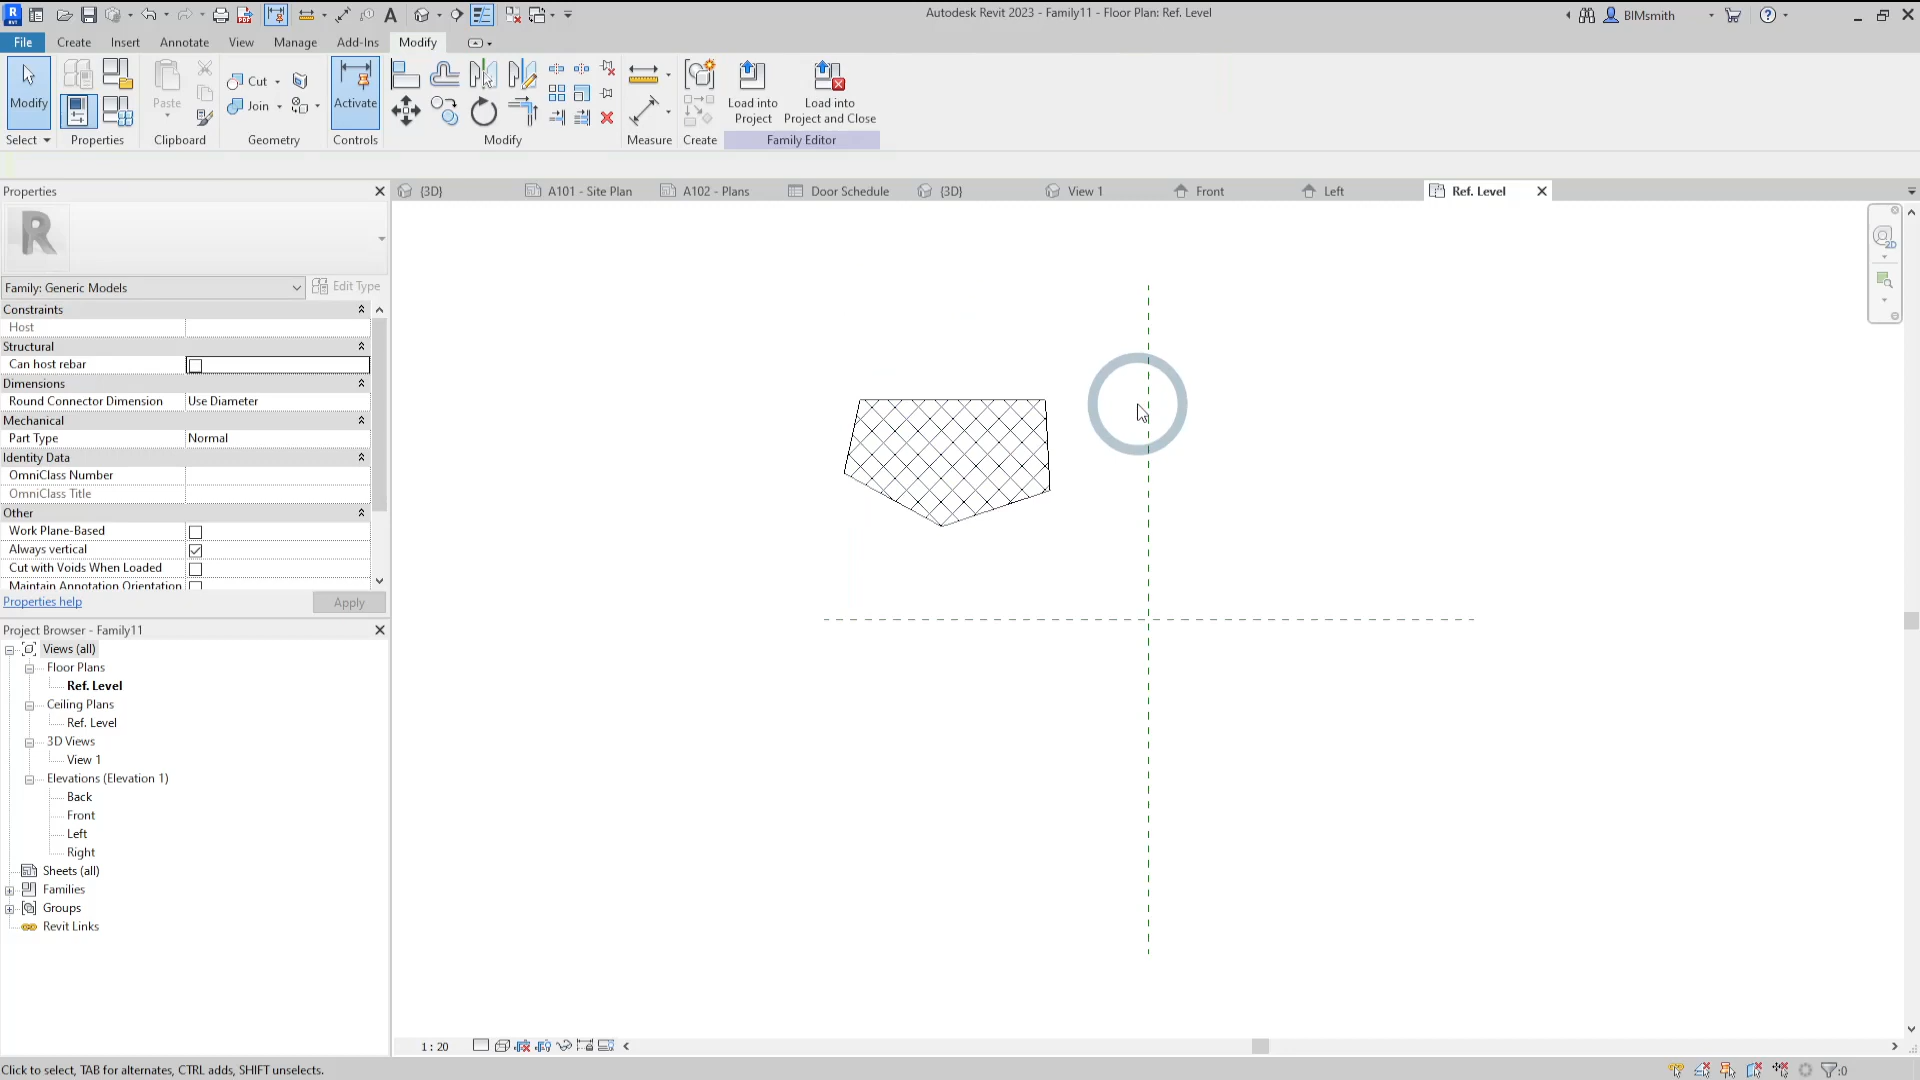 Autodesk Revit 2023 - Family11 - Floor Plan: Ref. Level
BIMsmith
File Create Insert Annotate View Manage Add-Ins Modify
Modify
Paste
Cut
Join
Activate
Load into Project
Load into Project and Close
Select Properties Clipboard Geometry Controls Modify Measure Create Family Editor
Properties
{3D} A101 - Site Plan A102 - Plans Door Schedule {3D} View 1 Front Left Ref. Level
R
Family: Generic Models Edit Type
Constraints
Host
Structural
Can host rebar
Dimensions
Round Connector Dimension Use Diameter
Mechanical
Part Type Normal
Identity Data
OmniClass Number
OmniClass Title
Other
Work Plane-Based
Always vertical
Cut with Voids When Loaded
Maintain Annotation Orientation
Properties help Apply
Project Browser - Family11
Views (all)
Floor Plans
Ref. Level
Ceiling Plans
Ref. Level
3D Views
View 1
Elevations (Elevation 1)
Back
Front
Left
Right
Sheets (all)
Families
Groups
Revit Links
1 : 20
Click to select, TAB for alternates, CTRL adds, SHIFT unselects.
:0